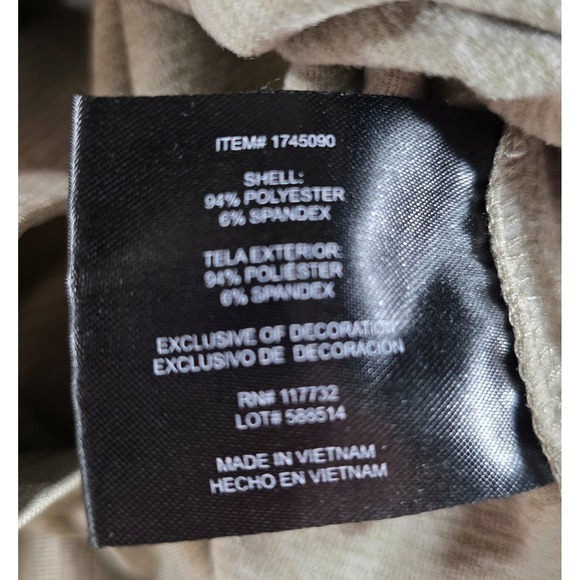 ITEM# 1745090
SHELL:
94% POLYESTER
6% SPANDEX
TELA EXTERIOR:
94% POLIÉSTER
6% SPANDEX
EXCLUSIVE OF DECORATION
EXCLUSIVO DE DECORACIÓN
RN# 117732
LOT# 583514
MADE IN VIETNAM
HECHO EN VIETNAM